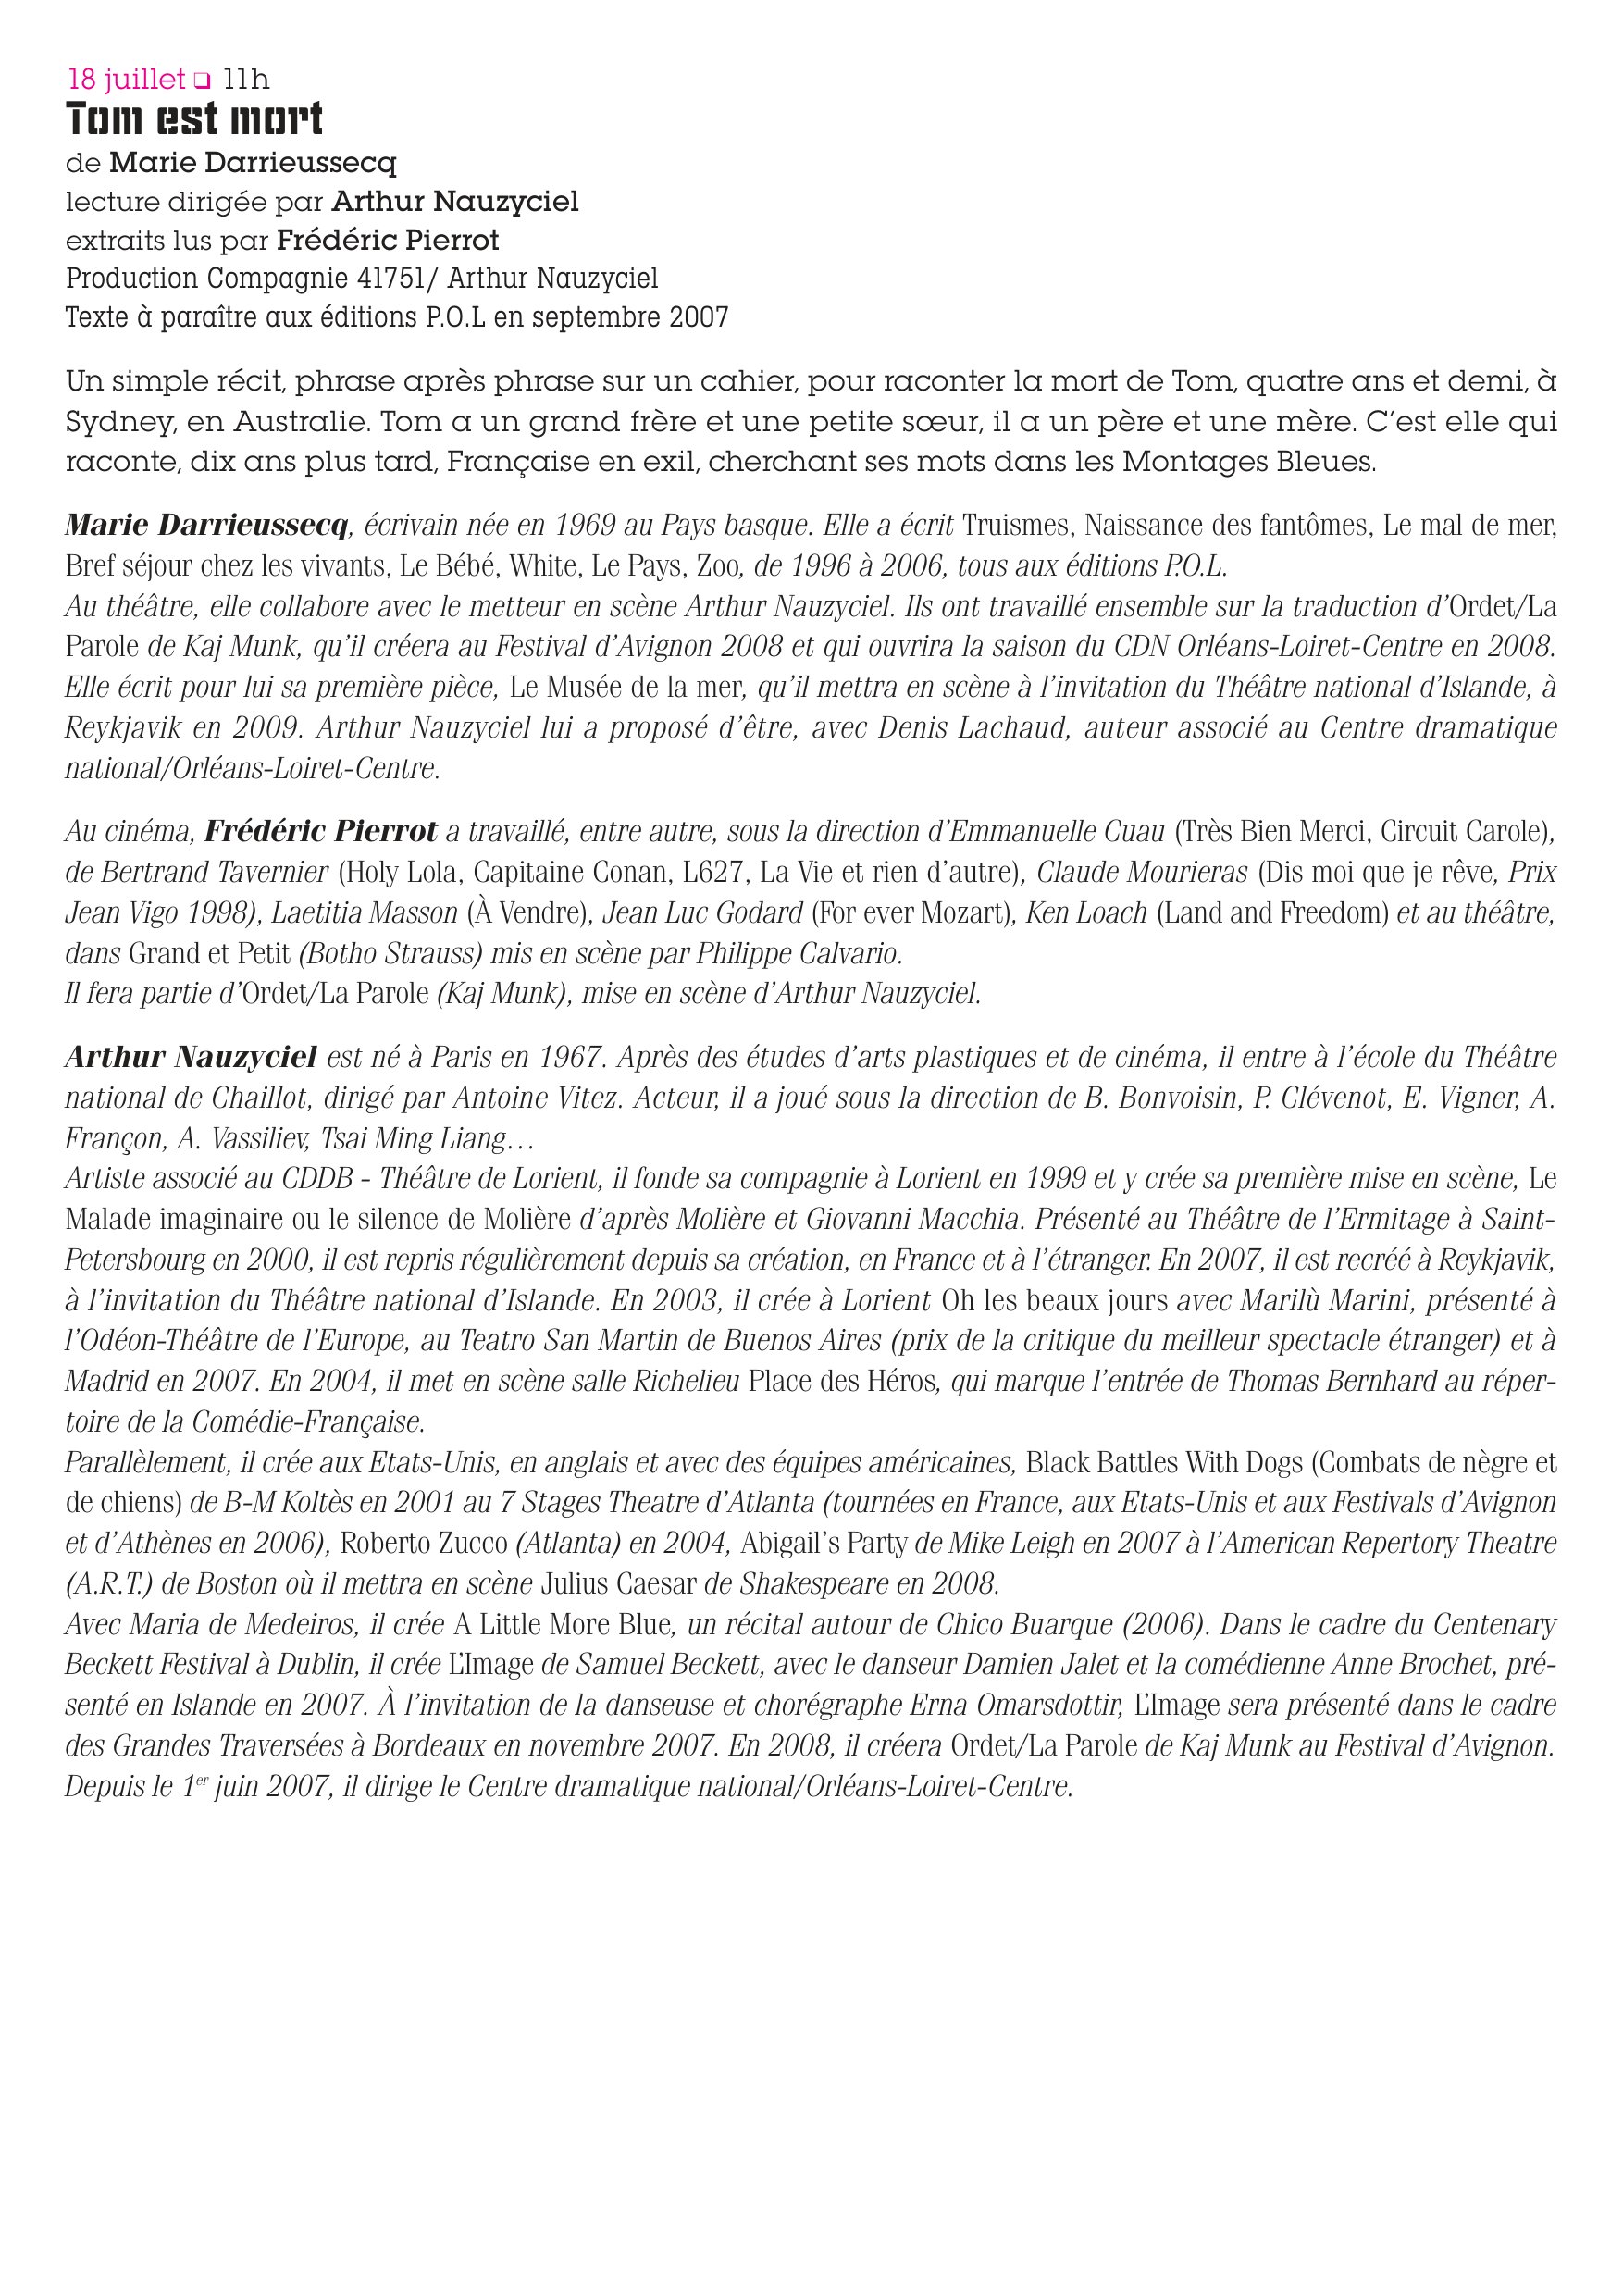 18 juillet ❑ 11h
Tom est mort
de Marie Darrieussecq
lecture dirigée par Arthur Nauzyciel
extraits lus par Frédéric Pierrot
Production Compagnie 41751/ Arthur Nauzyciel
Texte à paraître aux éditions P.O.L en septembre 2007
Un simple récit, phrase après phrase sur un cahier, pour raconter la mort de Tom, quatre ans et demi, à
Sydney, en Australie. Tom a un grand frère et une petite sœur, il a un père et une mère. C’est elle qui
raconte, dix ans plus tard, Française en exil, cherchant ses mots dans les Montages Bleues.
Marie Darrieussecq, écrivain née en 1969 au Pays basque. Elle a écrit Truismes, Naissance des fantômes, Le mal de mer,
Bref séjour chez les vivants, Le Bébé, White, Le Pays, Zoo, de 1996 à 2006, tous aux éditions P.O.L.
Au théâtre, elle collabore avec le metteur en scène Arthur Nauzyciel. Ils ont travaillé ensemble sur la traduction d’Ordet/La
Parole de Kaj Munk, qu’il créera au Festival d’Avignon 2008 et qui ouvrira la saison du CDN Orléans-Loiret-Centre en 2008.
Elle écrit pour lui sa première pièce, Le Musée de la mer, qu’il mettra en scène à l’invitation du Théâtre national d’Islande, à
Reykjavik en 2009. Arthur Nauzyciel lui a proposé d’être, avec Denis Lachaud, auteur associé au Centre dramatique
national/Orléans-Loiret-Centre.
Au cinéma, Frédéric Pierrot a travaillé, entre autre, sous la direction d’Emmanuelle Cuau (Très Bien Merci, Circuit Carole),
de Bertrand Tavernier (Holy Lola, Capitaine Conan, L627, La Vie et rien d’autre), Claude Mourieras (Dis moi que je rêve, Prix
Jean Vigo 1998), Laetitia Masson (À Vendre), Jean Luc Godard (For ever Mozart), Ken Loach (Land and Freedom) et au théâtre,
dans Grand et Petit (Botho Strauss) mis en scène par Philippe Calvario.
Il fera partie d’Ordet/La Parole (Kaj Munk), mise en scène d’Arthur Nauzyciel.
Arthur Nauzyciel est né à Paris en 1967. Après des études d’arts plastiques et de cinéma, il entre à l’école du Théâtre
national de Chaillot, dirigé par Antoine Vitez. Acteur, il a joué sous la direction de B. Bonvoisin, P. Clévenot, E. Vigner, A.
Françon, A. Vassiliev, Tsai Ming Liang…
Artiste associé au CDDB - Théâtre de Lorient, il fonde sa compagnie à Lorient en 1999 et y crée sa première mise en scène, Le
Malade imaginaire ou le silence de Molière d’après Molière et Giovanni Macchia. Présenté au Théâtre de l’Ermitage à Saint-
Petersbourg en 2000, il est repris régulièrement depuis sa création, en France et à l’étranger. En 2007, il est recréé à Reykjavik,
à l’invitation du Théâtre national d’Islande. En 2003, il crée à Lorient Oh les beaux jours avec Marilù Marini, présenté à
l’Odéon-Théâtre de l’Europe, au Teatro San Martin de Buenos Aires (prix de la critique du meilleur spectacle étranger) et à
Madrid en 2007. En 2004, il met en scène salle Richelieu Place des Héros, qui marque l’entrée de Thomas Bernhard au réper-
toire de la Comédie-Française.
Parallèlement, il crée aux Etats-Unis, en anglais et avec des équipes américaines, Black Battles With Dogs (Combats de nègre et
de chiens) de B-M Koltès en 2001 au 7 Stages Theatre d’Atlanta (tournées en France, aux Etats-Unis et aux Festivals d’Avignon
et d’Athènes en 2006), Roberto Zucco (Atlanta) en 2004, Abigail’s Party de Mike Leigh en 2007 à l’American Repertory Theatre
(A.R.T.) de Boston où il mettra en scène Julius Caesar de Shakespeare en 2008.
Avec Maria de Medeiros, il crée A Little More Blue, un récital autour de Chico Buarque (2006). Dans le cadre du Centenary
Beckett Festival à Dublin, il crée L’Image de Samuel Beckett, avec le danseur Damien Jalet et la comédienne Anne Brochet, pré-
senté en Islande en 2007. À l’invitation de la danseuse et chorégraphe Erna Omarsdottir, L’Image sera présenté dans le cadre
des Grandes Traversées à Bordeaux en novembre 2007. En 2008, il créera Ordet/La Parole de Kaj Munk au Festival d’Avignon.
Depuis le 1er juin 2007, il dirige le Centre dramatique national/Orléans-Loiret-Centre.